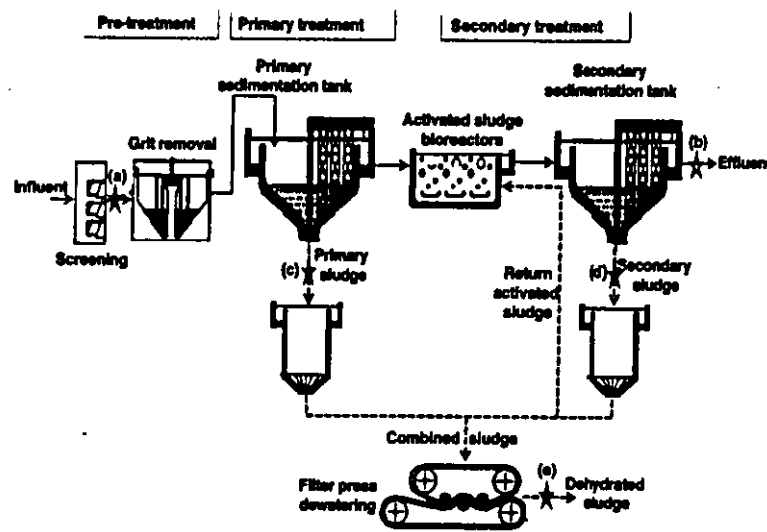 Pre-treatment
Primary treatment
Secondary treatment
Primary
sedimentation tank
Secondary
sedimentation tank
Grit removal
Activated sludge
bioreactors
(a)
(b)
Influent
Effluent
Screening
(c)
Primary
sludge
(d)
Secondary
sludge
Return
activated
sludge
Combined sludge
Filter press
dewatering
(e)
Dehydrated
sludge